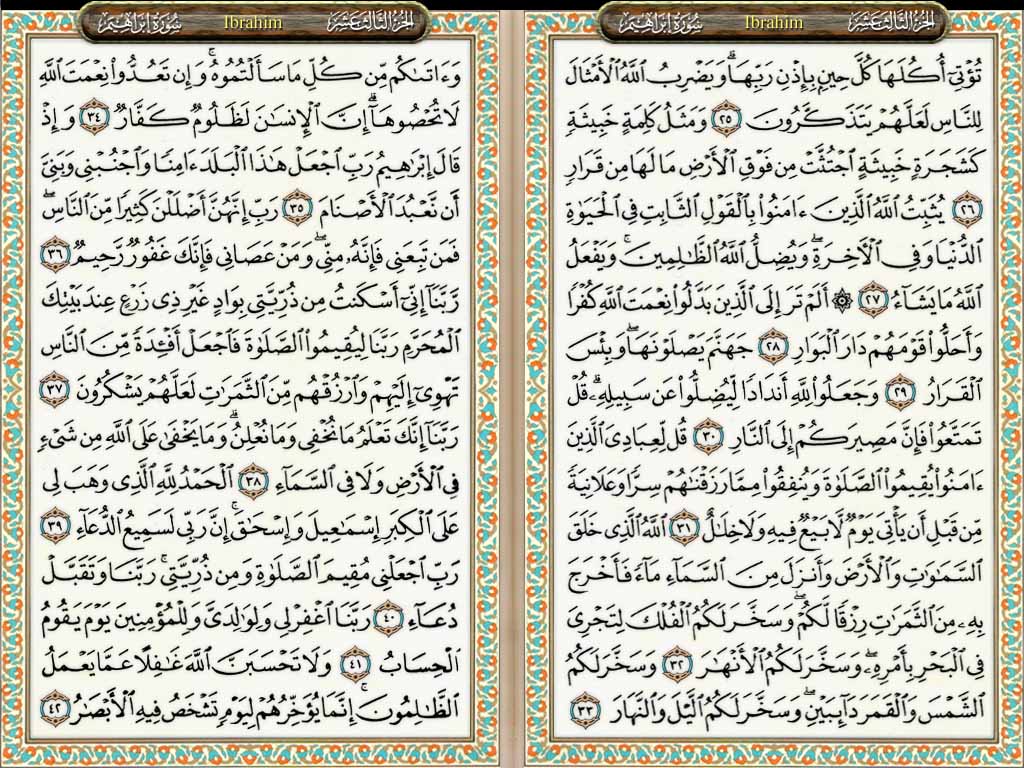 الجزء الثالث عشر Ibrahim سورة إبراهيم
تُؤْتِىٓ أُكُلَهَا كُلَّ حِينٍۭ بِإِذْنِ رَبِّهَا ۗ وَيَضْرِبُ ٱللَّهُ ٱلْأَمْثَالَ
لِلنَّاسِ لَعَلَّهُمْ يَتَذَكَّرُونَ ٢٥ وَمَثَلُ كَلِمَةٍ خَبِيثَةٍ
كَشَجَرَةٍ خَبِيثَةٍ ٱجْتُثَّتْ مِن فَوْقِ ٱلْأَرْضِ مَا لَهَا مِن قَرَارٍ
٢٦ يُثَبِّتُ ٱللَّهُ ٱلَّذِينَ ءَامَنُوا۟ بِٱلْقَوْلِ ٱلثَّابِتِ فِى ٱلْحَيَوٰةِ
ٱلدُّنْيَا وَفِى ٱلْءَاخِرَةِ ۖ وَيُضِلُّ ٱللَّهُ ٱلظَّـٰلِمِينَ ۚ وَيَفْعَلُ
ٱللَّهُ مَا يَشَآءُ ٢٧ ۞ أَلَمْ تَرَ إِلَى ٱلَّذِينَ بَدَّلُوا۟ نِعْمَتَ ٱللَّهِ كُفْرًا
وَأَحَلُّوا۟ قَوْمَهُمْ دَارَ ٱلْبَوَارِ ٢٨ جَهَنَّمَ يَصْلَوْنَهَا ۖ وَبِئْسَ
ٱلْقَرَارُ ٢٩ وَجَعَلُوا۟ لِلَّهِ أَندَادًا لِّيُضِلُّوا۟ عَن سَبِيلِهِۦ ۗ قُلْ
تَمَتَّعُوا۟ فَإِنَّ مَصِيرَكُمْ إِلَى ٱلنَّارِ ٣٠ قُل لِّعِبَادِىَ ٱلَّذِينَ
ءَامَنُوا۟ يُقِيمُوا۟ ٱلصَّلَوٰةَ وَيُنفِقُوا۟ مِمَّا رَزَقْنَـٰهُمْ سِرًّا وَعَلَانِيَةً
مِّن قَبْلِ أَن يَأْتِىَ يَوْمٌ لَّا بَيْعٌ فِيهِ وَلَا خِلَـٰلٌ ٣١ ٱللَّهُ ٱلَّذِى خَلَقَ
ٱلسَّمَـٰوَٰتِ وَٱلْأَرْضَ وَأَنزَلَ مِنَ ٱلسَّمَآءِ مَآءً فَأَخْرَجَ
بِهِۦ مِنَ ٱلثَّمَرَٰتِ رِزْقًا لَّكُمْ ۖ وَسَخَّرَ لَكُمُ ٱلْفُلْكَ لِتَجْرِىَ
فِى ٱلْبَحْرِ بِأَمْرِهِۦ ۖ وَسَخَّرَ لَكُمُ ٱلْأَنْهَـٰرَ ٣٢ وَسَخَّرَ لَكُمُ
ٱلشَّمْسَ وَٱلْقَمَرَ دَآئِبَيْنِ ۖ وَسَخَّرَ لَكُمُ ٱلَّيْلَ وَٱلنَّهَارَ ٣٣
الجزء الثالث عشر Ibrahim سورة إبراهيم
وَءَاتَىٰكُم مِّن كُلِّ مَا سَأَلْتُمُوهُ ۚ وَإِن تَعُدُّوا۟ نِعْمَتَ ٱللَّهِ
لَا تُحْصُوهَآ ۗ إِنَّ ٱلْإِنسَـٰنَ لَظَلُومٌ كَفَّارٌ ٣٤ وَإِذْ
قَالَ إِبْرَٰهِيمُ رَبِّ ٱجْعَلْ هَـٰذَا ٱلْبَلَدَ ءَامِنًا وَٱجْنُبْنِى وَبَنِىَّ
أَن نَّعْبُدَ ٱلْأَصْنَامَ ٣٥ رَبِّ إِنَّهُنَّ أَضْلَلْنَ كَثِيرًا مِّنَ ٱلنَّاسِ ۖ
فَمَن تَبِعَنِى فَإِنَّهُۥ مِنِّى ۖ وَمَنْ عَصَانِى فَإِنَّكَ غَفُورٌ رَّحِيمٌ ٣٦
رَّبَّنَآ إِنِّىٓ أَسْكَنتُ مِن ذُرِّيَّتِى بِوَادٍ غَيْرِ ذِى زَرْعٍ عِندَ بَيْتِكَ
ٱلْمُحَرَّمِ رَبَّنَا لِيُقِيمُوا۟ ٱلصَّلَوٰةَ فَٱجْعَلْ أَفْـِٔدَةً مِّنَ ٱلنَّاسِ
تَهْوِىٓ إِلَيْهِمْ وَٱرْزُقْهُم مِّنَ ٱلثَّمَرَٰتِ لَعَلَّهُمْ يَشْكُرُونَ ٣٧
رَبَّنَآ إِنَّكَ تَعْلَمُ مَا نُخْفِى وَمَا نُعْلِنُ ۗ وَمَا يَخْفَىٰ عَلَى ٱللَّهِ مِن شَىْءٍ
فِى ٱلْأَرْضِ وَلَا فِى ٱلسَّمَآءِ ٣٨ ٱلْحَمْدُ لِلَّهِ ٱلَّذِى وَهَبَ لِى
عَلَى ٱلْكِبَرِ إِسْمَـٰعِيلَ وَإِسْحَـٰقَ ۚ إِنَّ رَبِّى لَسَمِيعُ ٱلدُّعَآءِ ٣٩
رَبِّ ٱجْعَلْنِى مُقِيمَ ٱلصَّلَوٰةِ وَمِن ذُرِّيَّتِى ۚ رَبَّنَا وَتَقَبَّلْ
دُعَآءِ ٤٠ رَبَّنَا ٱغْفِرْ لِى وَلِوَٰلِدَىَّ وَلِلْمُؤْمِنِينَ يَوْمَ يَقُومُ
ٱلْحِسَابُ ٤١ وَلَا تَحْسَبَنَّ ٱللَّهَ غَـٰفِلًا عَمَّا يَعْمَلُ
ٱلظَّـٰلِمُونَ ۚ إِنَّمَا يُؤَخِّرُهُمْ لِيَوْمٍ تَشْخَصُ فِيهِ ٱلْأَبْصَـٰرُ ٤٢